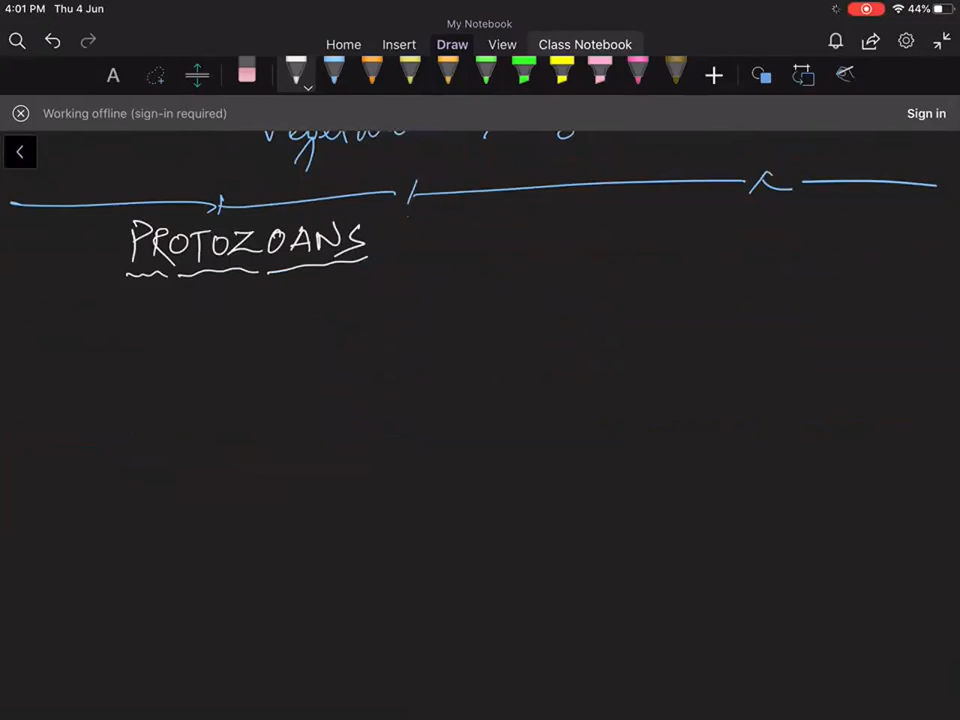 4:01 PM Thu 4 Jun 44%
My Notebook
Home Insert Draw View Class Notebook
A
Working offline (sign-in required) Sign in
PROTOZOANS